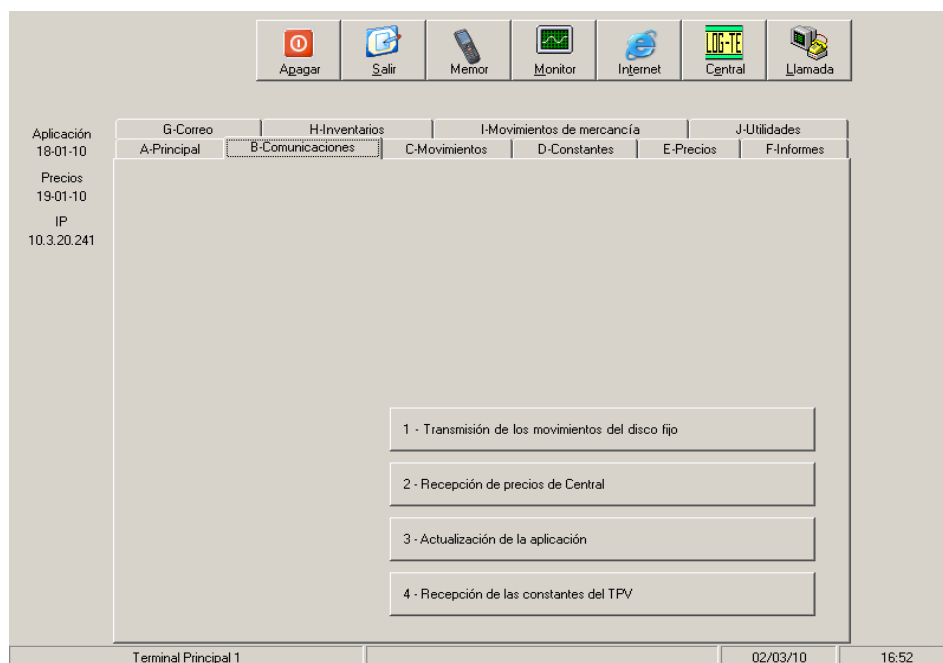 Apagar
Salir
Memor
Monitor
Internet
LOG-TE
Central
Llamada
Aplicación
18-01-10
Precios
19-01-10
IP
10.3.20.241
G-Correo
H-Inventarios
I-Movimientos de mercancía
J-Utilidades
A-Principal
B-Comunicaciones
C-Movimientos
D-Constantes
E-Precios
F-Informes
1 - Transmisión de los movimientos del disco fijo
2 - Recepción de precios de Central
3 - Actualización de la aplicación
4 - Recepción de las constantes del TPV
Terminal Principal 1
02/03/10
16:52